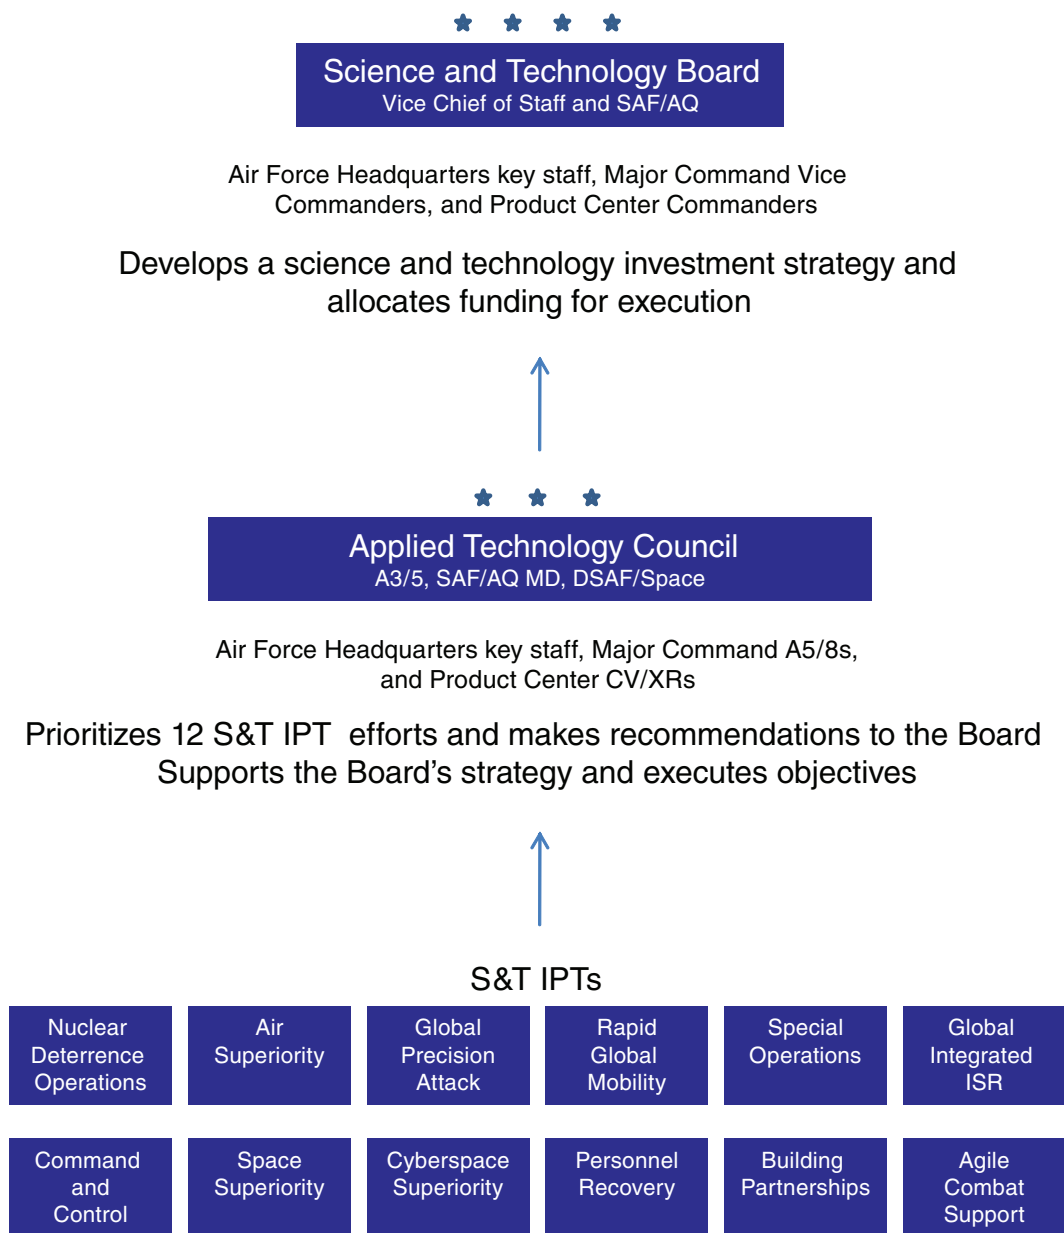 Science and Technology Board
Vice Chief of Staff and SAF/AQ
Air Force Headquarters key staff, Major Command Vice
Commanders, and Product Center Commanders
Develops a science and technology investment strategy and
allocates funding for execution
Applied Technology Council
A3/5, SAF/AQ MD, DSAF/Space
Air Force Headquarters key staff, Major Command A5/8s,
and Product Center CV/XRs
Prioritizes 12 S&T IPT efforts and makes recommendations to the Board
Supports the Board’s strategy and executes objectives
S&T IPTs
Nuclear
Deterrence
Operations
Air
Superiority
Global
Precision
Attack
Rapid
Global
Mobility
Special
Operations
Global
Integrated
ISR
Command
and
Control
Space
Superiority
Cyberspace
Superiority
Personnel
Recovery
Building
Partnerships
Agile
Combat
Support